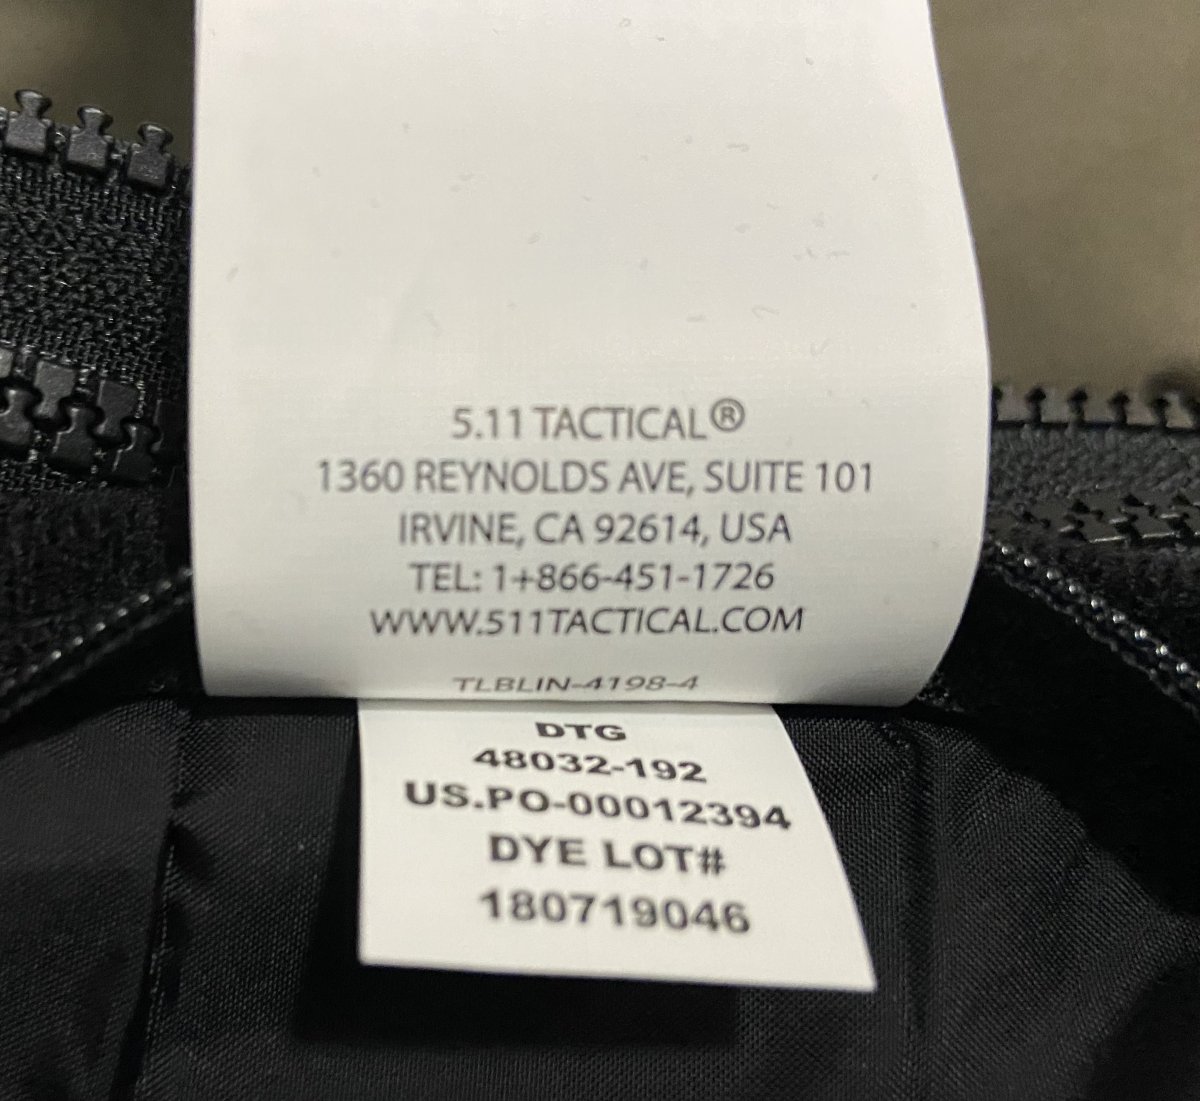 5.11 TACTICAL®
1360 REYNOLDS AVE, SUITE 101
IRVINE, CA 92614, USA
TEL: 1+866-451-1726
WWW.511TACTICAL.COM
TLBLIN-4198-4
DTG
48032-192
US.PO-00012394
DYE LOT#
180719046